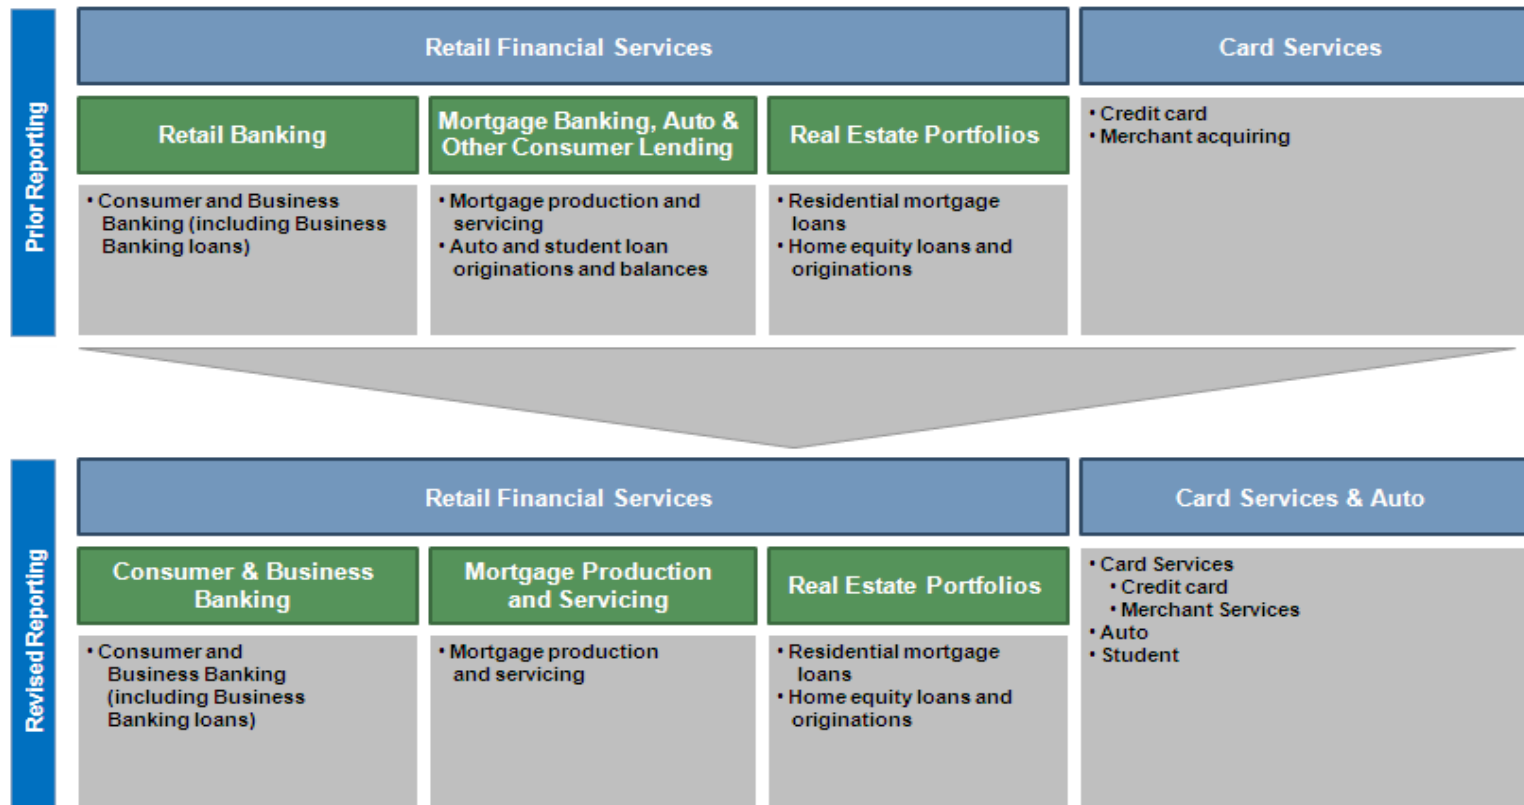 Prior Reporting
Retail Financial Services
Card Services
Retail Banking
Mortgage Banking, Auto &
Other Consumer Lending
Real Estate Portfolios
• Consumer and Business
Banking (including Business
Banking loans)
• Mortgage production and
servicing
• Auto and student loan
originations and balances
• Residential mortgage
loans
• Home equity loans and
originations
• Credit card
• Merchant acquiring
Revised Reporting
Retail Financial Services
Card Services & Auto
Consumer & Business
Banking
Mortgage Production
and Servicing
Real Estate Portfolios
• Consumer and
Business Banking
(including Business
Banking loans)
• Mortgage production
and servicing
• Residential mortgage
loans
• Home equity loans and
originations
• Card Services
• Credit card
• Merchant Services
• Auto
• Student